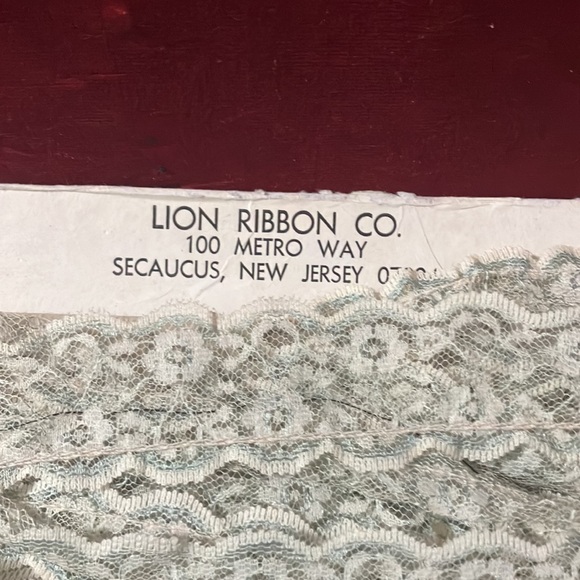 LION RIBBON CO.
100 METRO WAY
SECAUCUS, NEW JERSEY